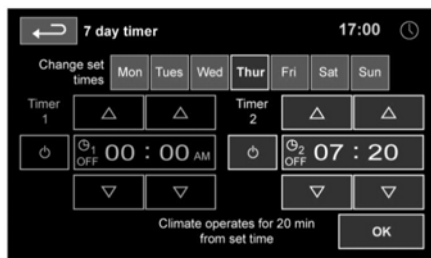 7 day timer 17:00
Change set
times Mon Tues Wed Thur Fri Sat Sun
Timer
1
Timer
2
1
OFF 00 : 00 AM
2
OFF 07 : 20
Climate operates for 20 min
from set time
OK